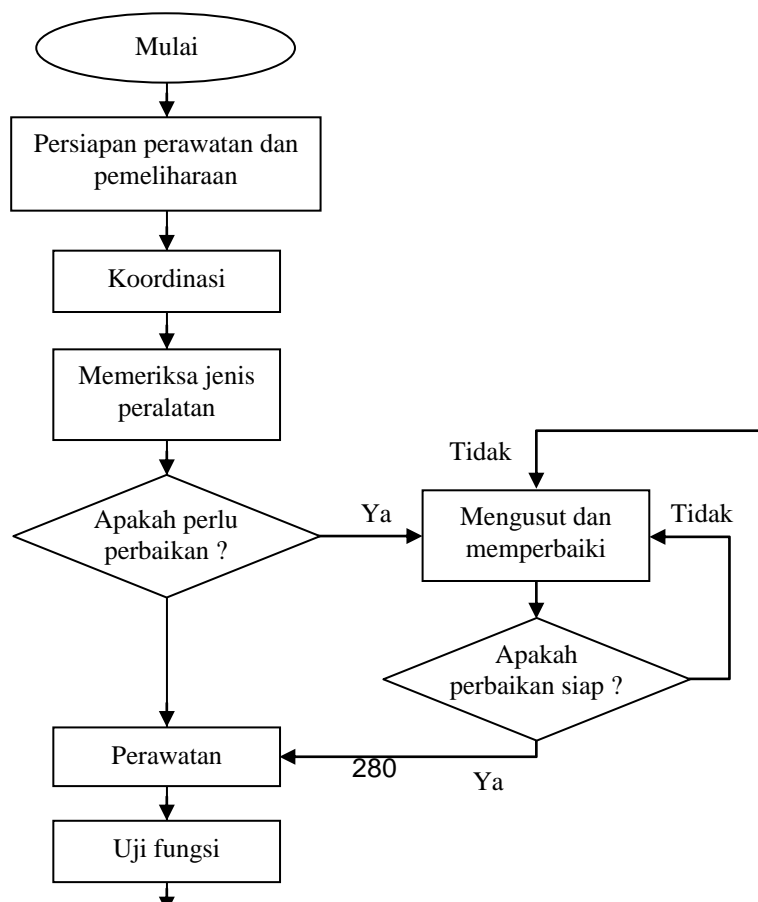 Mulai
Persiapan perawatan dan
pemeliharaan
Koordinasi
Memeriksa jenis
peralatan
Tidak
Apakah perlu
perbaikan ?
Ya
Mengusut dan
memperbaiki
Tidak
Apakah
perbaikan siap ?
Perawatan
280
Ya
Uji fungsi